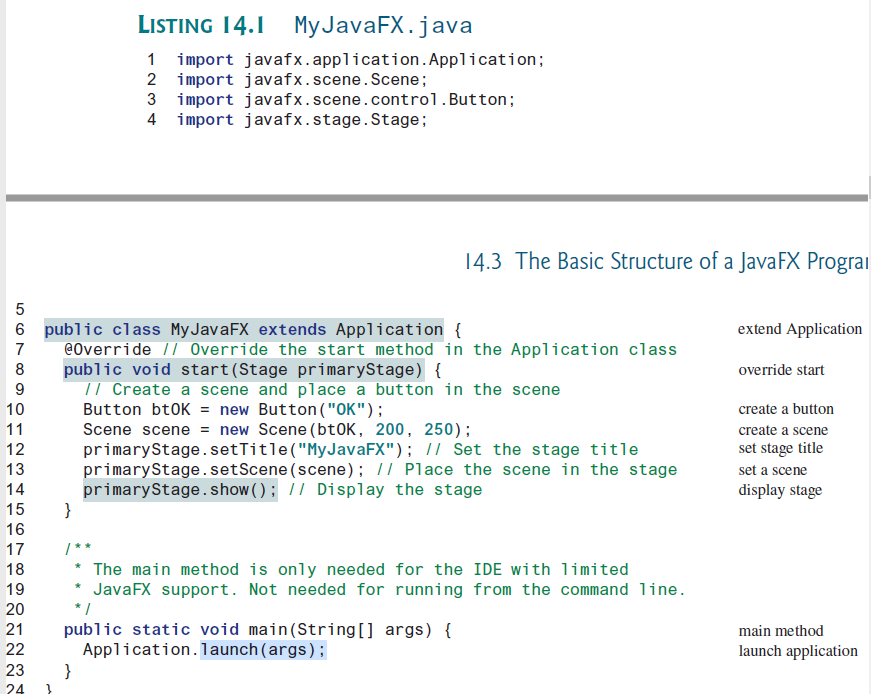 LISTING 14.1 MyJavaFX.java
1 import javafx.application.Application;
2 import javafx.scene.Scene;
3 import javafx.scene.control.Button;
4 import javafx.stage.Stage;
14.3 The Basic Structure of a JavaFX Progra
5
6 public class MyJavaFX extends Application { extend Application
7 @Override // Override the start method in the Application class
8 public void start(Stage primaryStage) { override start
9 // Create a scene and place a button in the scene
10 Button btOK = new Button("OK"); create a button
11 Scene scene = new Scene(btOK, 200, 250); create a scene
12 primaryStage.setTitle("MyJavaFX"); // Set the stage title set stage title
13 primaryStage.setScene(scene); // Place the scene in the stage set a scene
14 primaryStage.show(); // Display the stage display stage
15 }
16
17 /**
18 * The main method is only needed for the IDE with limited
19 * JavaFX support. Not needed for running from the command line.
20 */
21 public static void main(String[] args) { main method
22 Application.launch(args); launch application
23 }
24 }